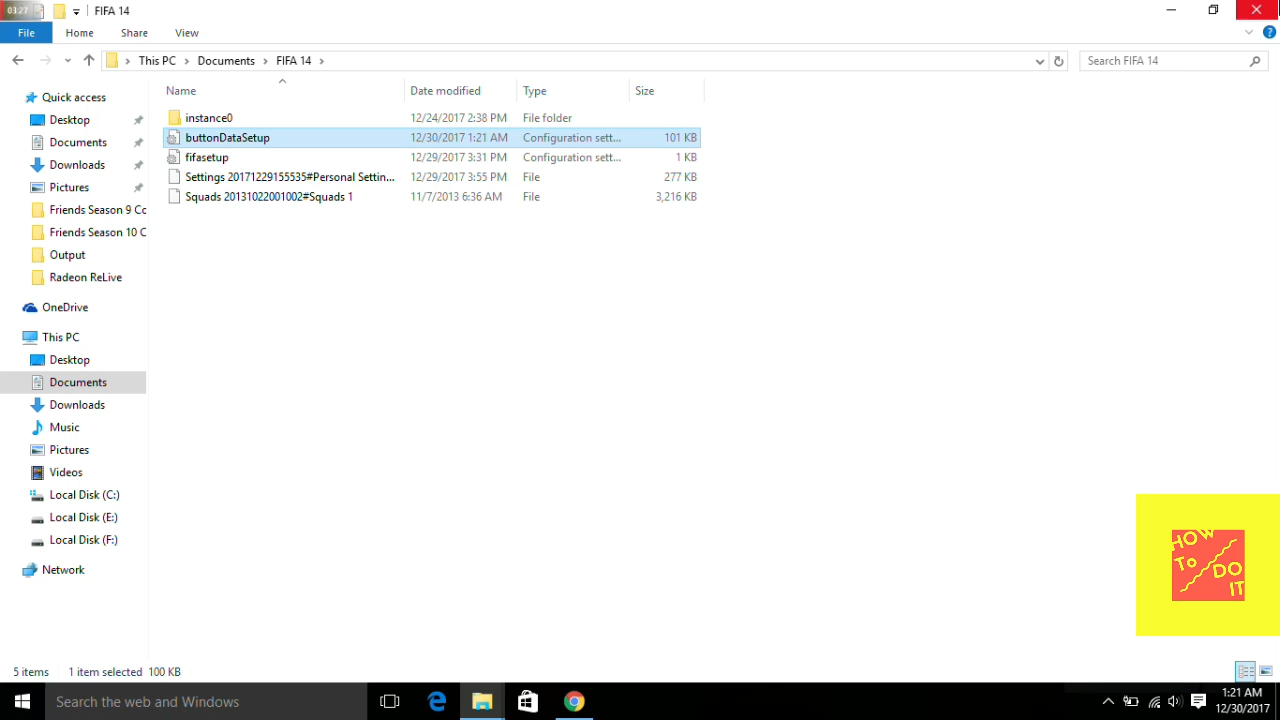 03:27
FIFA 14
File Home Share View
This PC Documents FIFA 14
Search FIFA 14
Name Date modified Type Size
instance0 12/24/2017 2:38 PM File folder
buttonDataSetup 12/30/2017 1:21 AM Configuration sett... 101 KB
fifasetup 12/29/2017 3:31 PM Configuration sett... 1 KB
Settings 20171229155535#Personal Settin... 12/29/2017 3:55 PM File 277 KB
Squads 20131022001002#Squads 1 11/7/2013 6:36 AM File 3,216 KB
Quick access
Desktop
Documents
Downloads
Pictures
Friends Season 9 Cc
Friends Season 10 C
Output
Radeon ReLive
OneDrive
This PC
Desktop
Documents
Downloads
Music
Pictures
Videos
Local Disk (C:)
Local Disk (E:)
Local Disk (F:)
Network
HOW
To
DO
IT
5 items 1 item selected 100 KB
Search the web and Windows
1:21 AM
12/30/2017